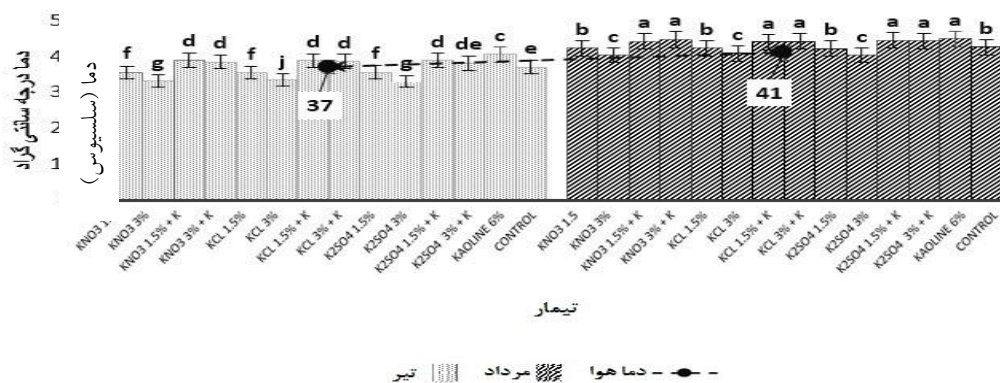 دما درجه سانتی‌گراد
دما (سلسیوس)
5
4
3
2
1
f g d d f j d d f g d de c e b c a a b c a a b c a a a b
37
41
KNO3 3%
KNO3 1.5% + K
KNO3 3% + K
KCL 1.5%
KCL 3%
KCL 1.5% + K
KCL 3% + K
K2SO4 1.5%
K2SO4 3%
K2SO4 1.5% + K
K2SO4 3% + K
KAOLINE 6%
CONTROL
KNO3 1.5
KNO3 3%
KNO3 1.5% + K
KNO3 3% + K
KCL 1.5%
KCL 3%
KCL 1.5% + K
KCL 3% + K
K2SO4 1.5%
K2SO4 3%
K2SO4 1.5% + K
K2SO4 3% + K
KAOLINE 6%
CONTROL
تیمار
تیر مرداد دما هوا